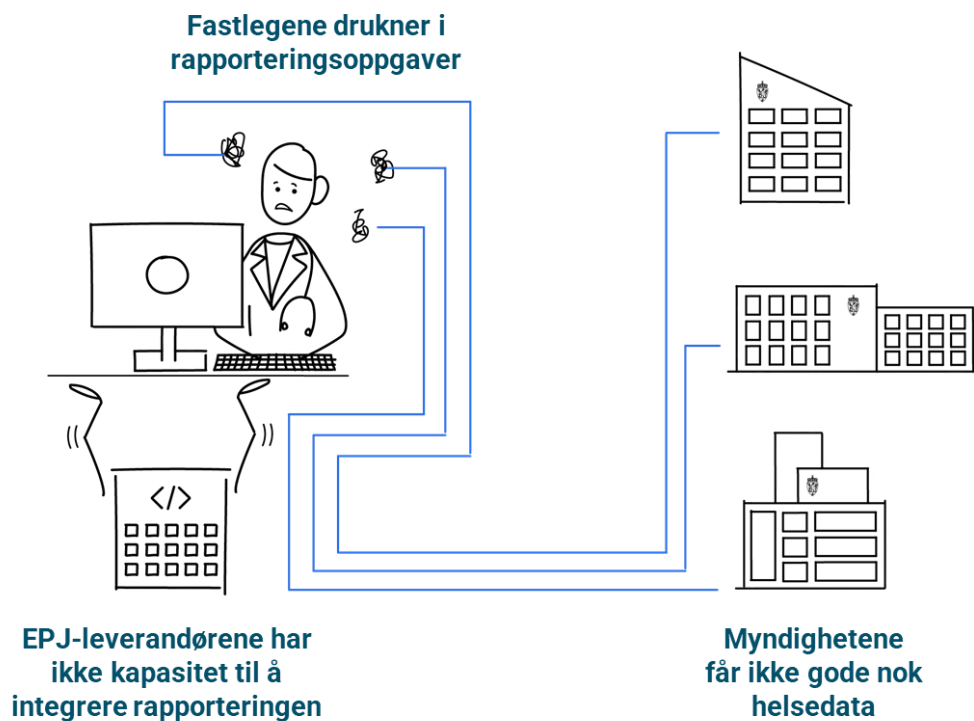 Fastlegene drukner i
rapporteringsoppgaver
</>
EPJ-leverandørene har
ikke kapasitet til å
integrere rapporteringen
Myndighetene
får ikke gode nok
helsedata